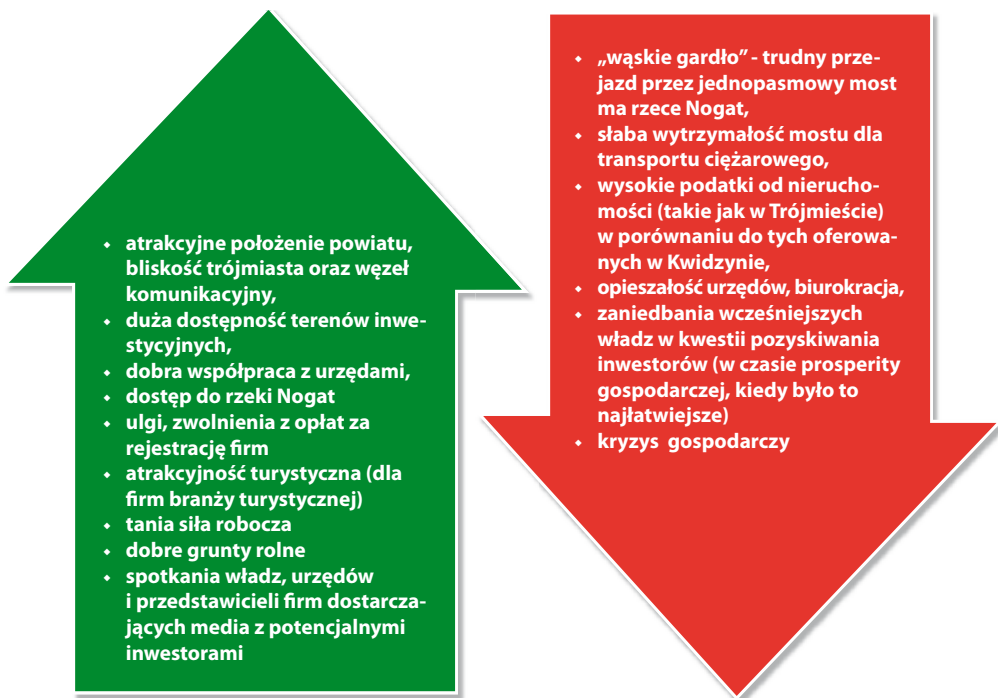 • atrakcyjne położenie powiatu,
bliskość trójmiasta oraz węzeł
komunikacyjny,
• duża dostępność terenów inwe-
stycyjnych,
• dobra współpraca z urzędami,
• dostęp do rzeki Nogat
• ulgi, zwolnienia z opłat za
rejestrację firm
• atrakcyjność turystyczna (dla
firm branży turystycznej)
• tania siła robocza
• dobre grunty rolne
• spotkania władz, urzędów
i przedstawicieli firm dostarcza-
jących media z potencjalnymi
inwestorami
• „wąskie gardło” - trudny prze-
jazd przez jednopasmowy most
ma rzece Nogat,
• słaba wytrzymałość mostu dla
transportu ciężarowego,
• wysokie podatki od nierucho-
mości (takie jak w Trójmieście)
w porównaniu do tych oferowa-
nych w Kwidzynie,
• opieszałość urzędów, biurokracja,
• zaniedbania wcześniejszych
władz w kwestii pozyskiwania
inwestorów (w czasie prosperity
gospodarczej, kiedy było to
najłatwiejsze)
• kryzys gospodarczy